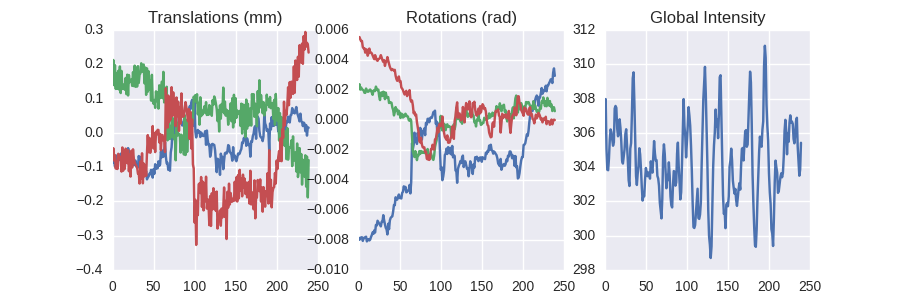 Translations (mm) Rotations (rad) Global Intensity
0.3 0.006 312
0.2 0.004 310
0.1 0.002 308
0.0 0.000 306
−0.1 −0.002 304
−0.2 −0.004 302
−0.3 −0.006 300
−0.4 −0.008 298
−0.010
0 50 100 150 200 250 0 50 100 150 200 250 0 50 100 150 200 250